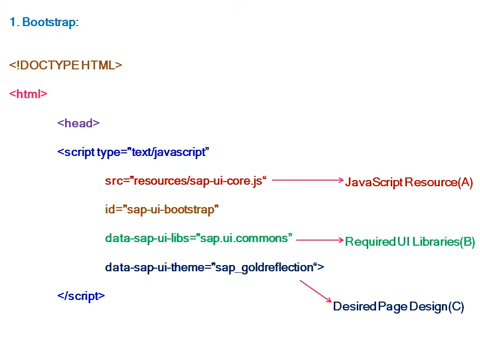 1. Bootstrap:
<!DOCTYPE HTML>
<html>
<head>
<script type="text/javascript"
src="resources/sap-ui-core.js“ JavaScript Resource(A)
id="sap-ui-bootstrap"
data-sap-ui-libs="sap.ui.commons” Required UI Libraries(B)
data-sap-ui-theme="sap_goldreflection“>
</script> Desired Page Design(C)